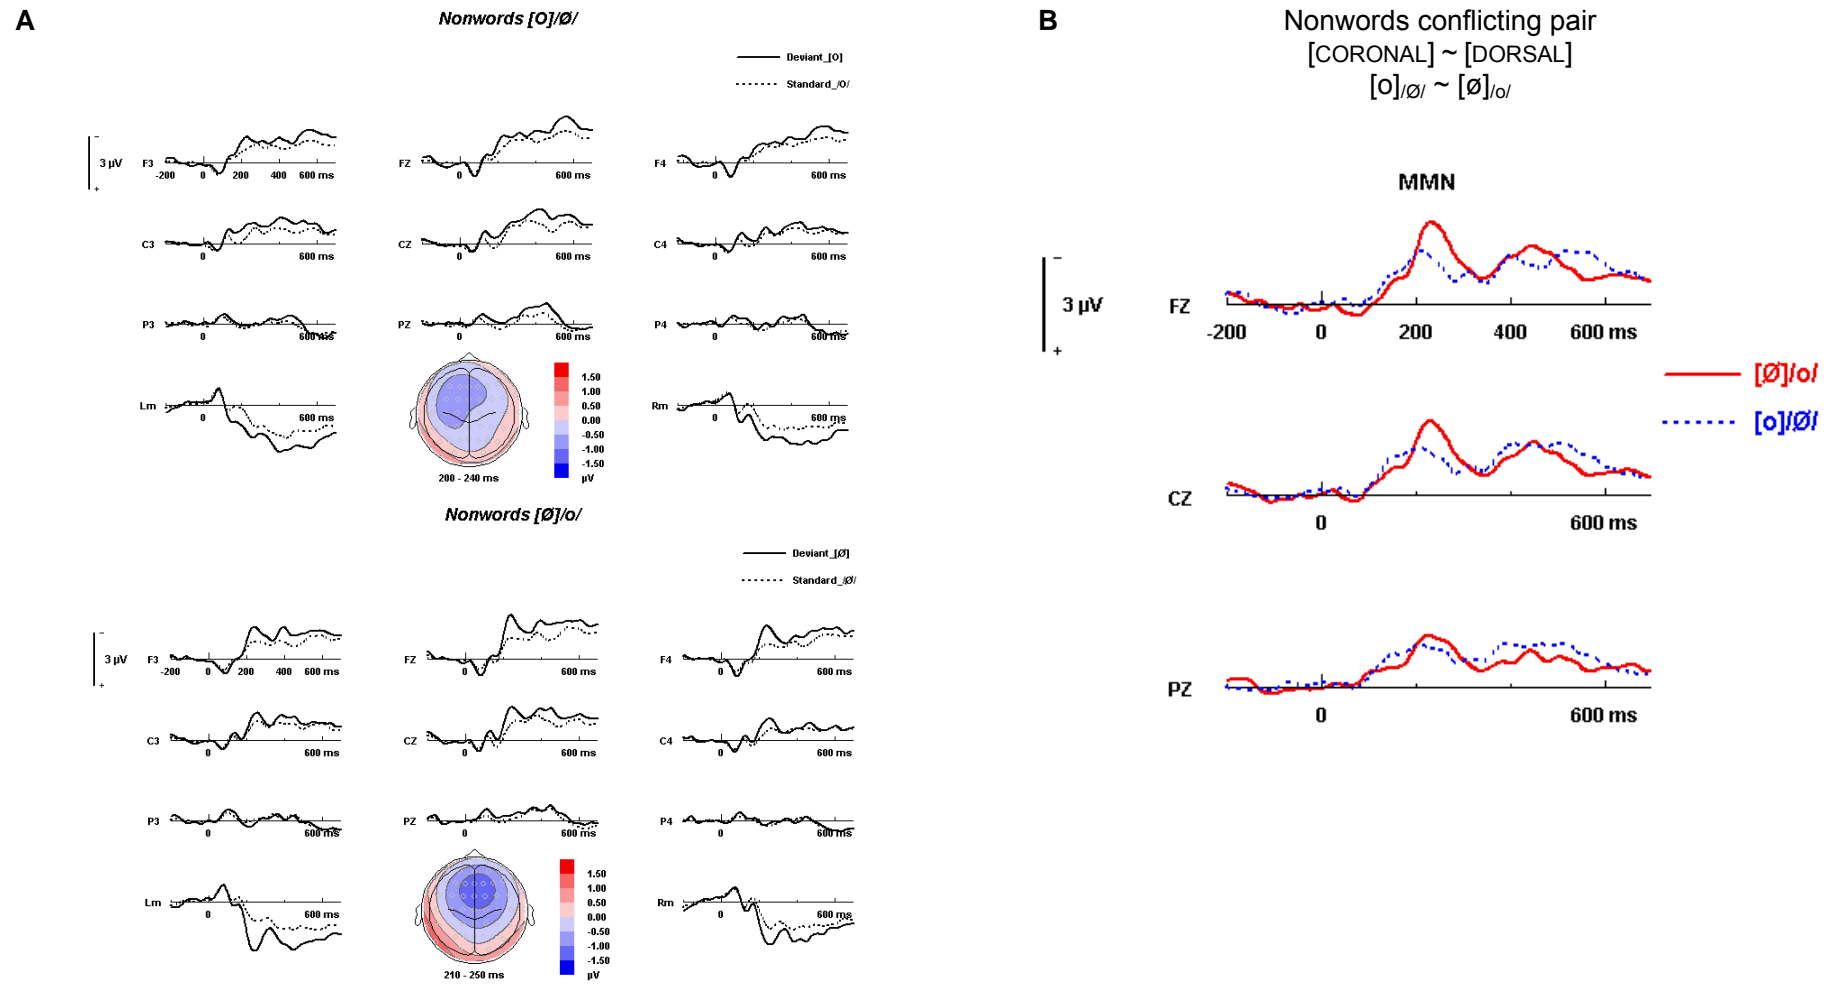 A
Nonwords [O]/Ø/
Deviant_[O]
Standard_/O/
−
3 µV
+
F3
-200 0 200 400 600 ms
FZ
0 600 ms
F4
0 600 ms
C3
0 600 ms
CZ
0 600 ms
C4
0 600 ms
P3
0 600 ms
PZ
0 600 ms
P4
0 600 ms
Lm
0 600 ms
1.50
1.00
0.50
0.00
-0.50
-1.00
-1.50
µV
200 - 240 ms
Rm
0 600 ms
Nonwords [Ø]/o/
Deviant_[Ø]
Standard_/Ø/
−
3 µV
+
F3
-200 0 200 400 600 ms
FZ
0 600 ms
F4
0 600 ms
C3
0 600 ms
CZ
0 600 ms
C4
0 600 ms
P3
0 600 ms
PZ
0 600 ms
P4
0 600 ms
Lm
0 600 ms
1.50
1.00
0.50
0.00
-0.50
-1.00
-1.50
µV
210 - 250 ms
Rm
0 600 ms
B
Nonwords conflicting pair
[CORONAL] ~ [DORSAL]
[o]/Ø/ ~ [ø]/o/
MMN
−
3 µV
+
FZ
-200 0 200 400 600 ms
[Ø]/o/
[o]/Ø/
CZ
0 600 ms
PZ
0 600 ms